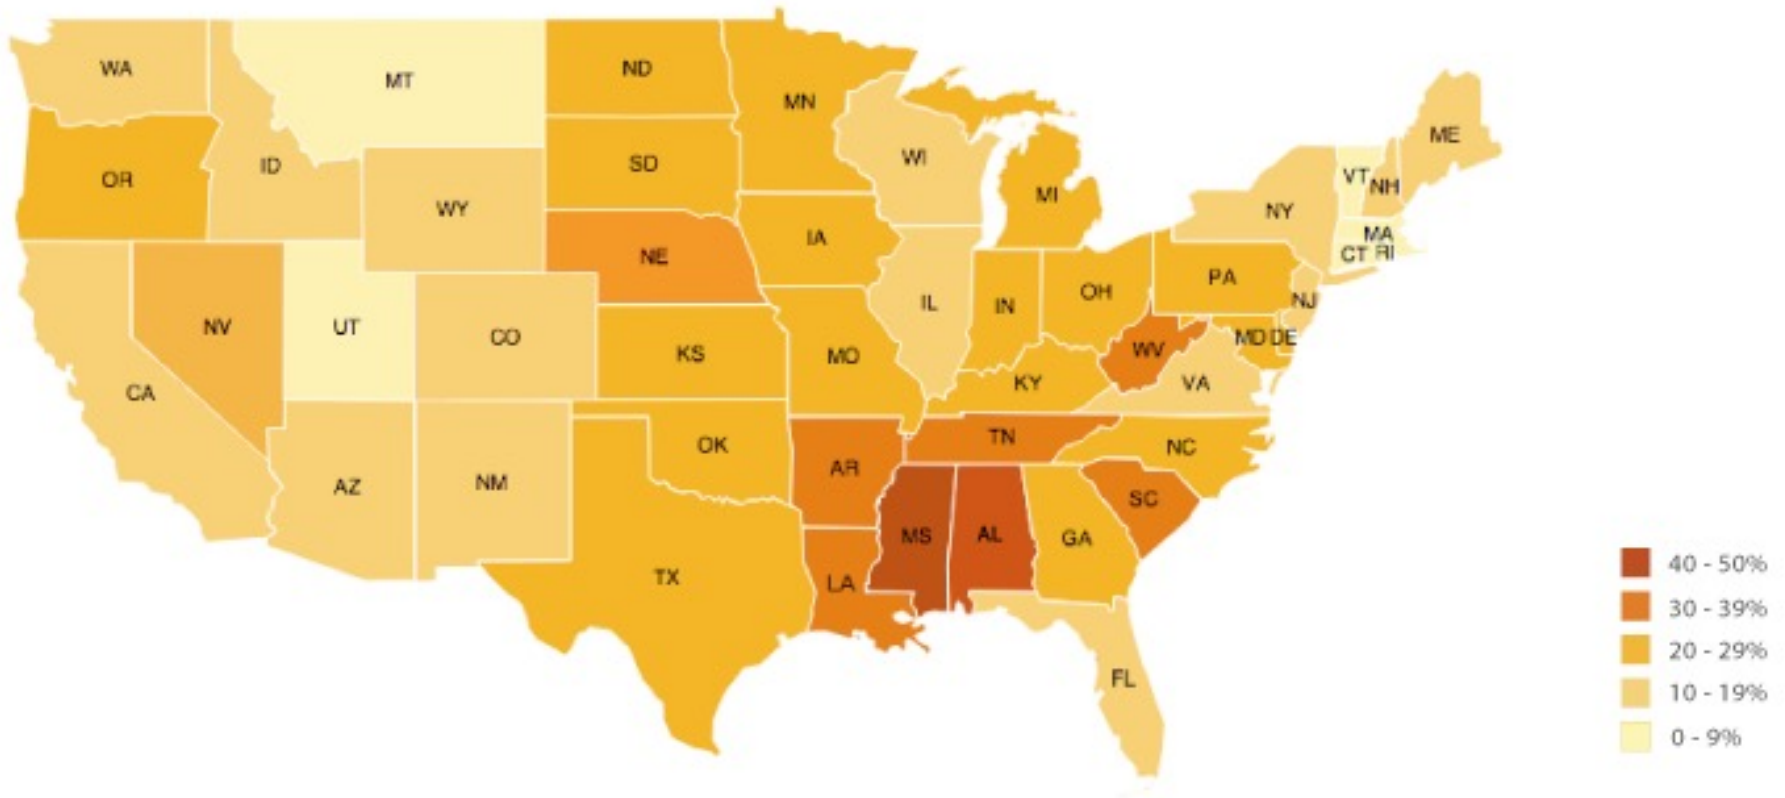 WA
MT
ND
MN
OR
ID
WY
SD
WI
MI
NY
VT
NH
ME
MA
CT RI
NE
IA
IL
IN
OH
PA
NJ
NV
UT
CO
KS
MO
KY
WV
MD DE
VA
CA
AZ
NM
OK
AR
TN
NC
SC
TX
LA
MS
AL
GA
FL
40 - 50%
30 - 39%
20 - 29%
10 - 19%
0 - 9%